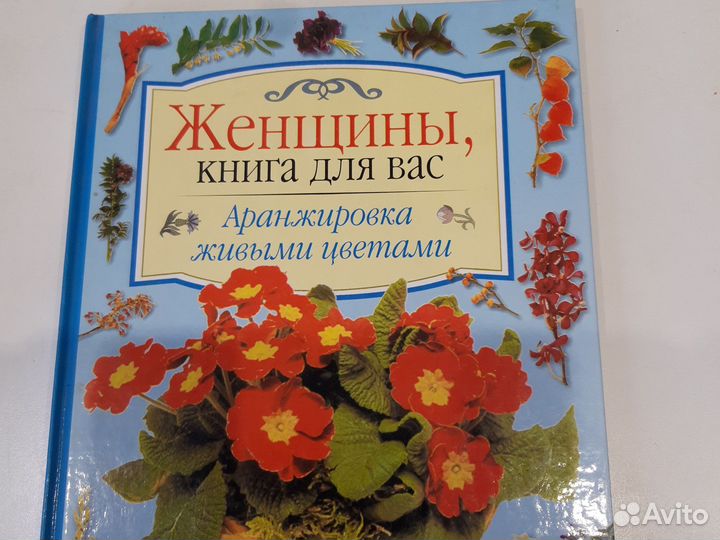 Женщины,
книга для вас
Аранжировка
живыми цветами
Avito